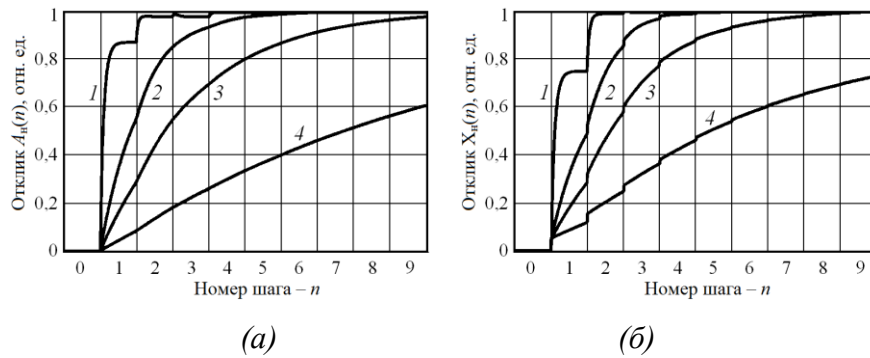 Отклик Aн(n), отн. ед.
1
0,8
0,6
0,4
0,2
0
1
2
3
4
0 1 2 3 4 5 6 7 8 9
Номер шага – n
(а)
Отклик Xн(n), отн. ед.
1
0,8
0,6
0,4
0,2
0
1
2
3
4
0 1 2 3 4 5 6 7 8 9
Номер шага – n
(б)